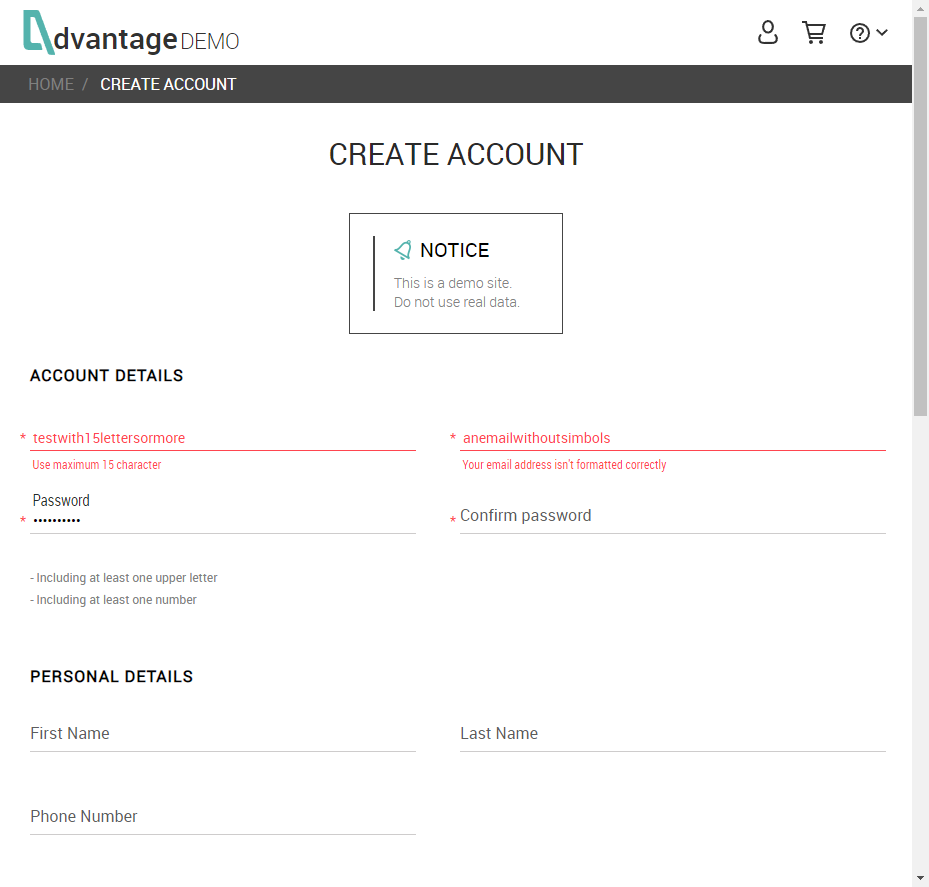 dvantage DEMO
HOME / CREATE ACCOUNT
CREATE ACCOUNT
NOTICE
This is a demo site.
Do not use real data.
ACCOUNT DETAILS
* testwith15lettersormore
* anemailwithoutsimbols
Use maximum 15 character
Your email address isn't formatted correctly
Password
* ••••••••••
* Confirm password
- Including at least one upper letter
- Including at least one number
PERSONAL DETAILS
First Name
Last Name
Phone Number